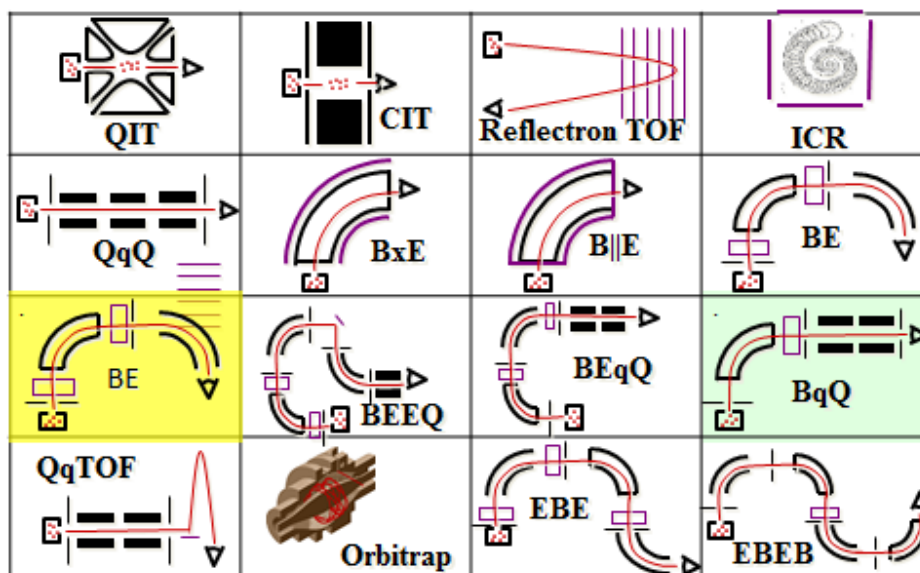 QIT
CIT
Reflectron TOF
ICR
QqQ
BxE
B||E
BE
BE
BEEQ
BEqQ
BqQ
QqTOF
Orbitrap
EBE
EBEB